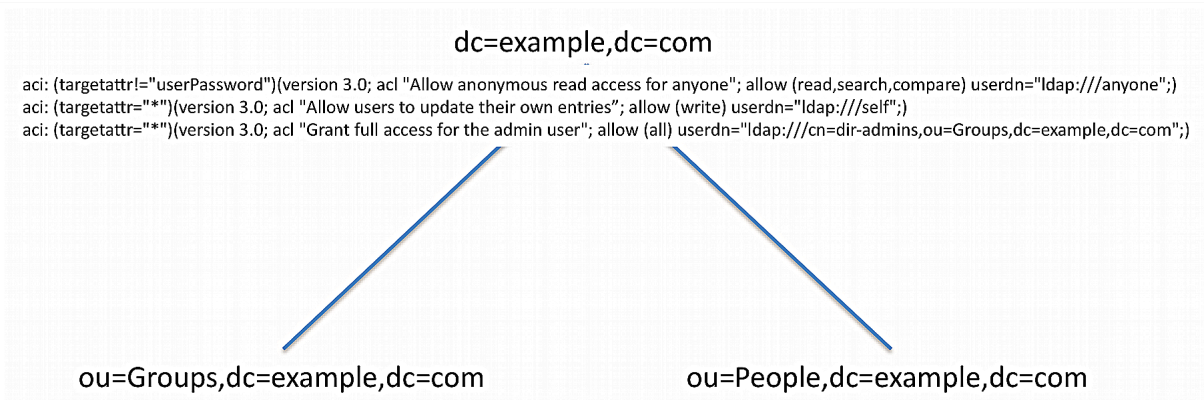 dc=example,dc=com
aci: (targetattr!="userPassword")(version 3.0; acl "Allow anonymous read access for anyone"; allow (read,search,compare) userdn="ldap:///anyone";)
aci: (targetattr="*")(version 3.0; acl "Allow users to update their own entries”; allow (write) userdn="ldap:///self";)
aci: (targetattr="*")(version 3.0; acl "Grant full access for the admin user"; allow (all) userdn="ldap:///cn=dir-admins,ou=Groups,dc=example,dc=com";)
ou=Groups,dc=example,dc=com
ou=People,dc=example,dc=com